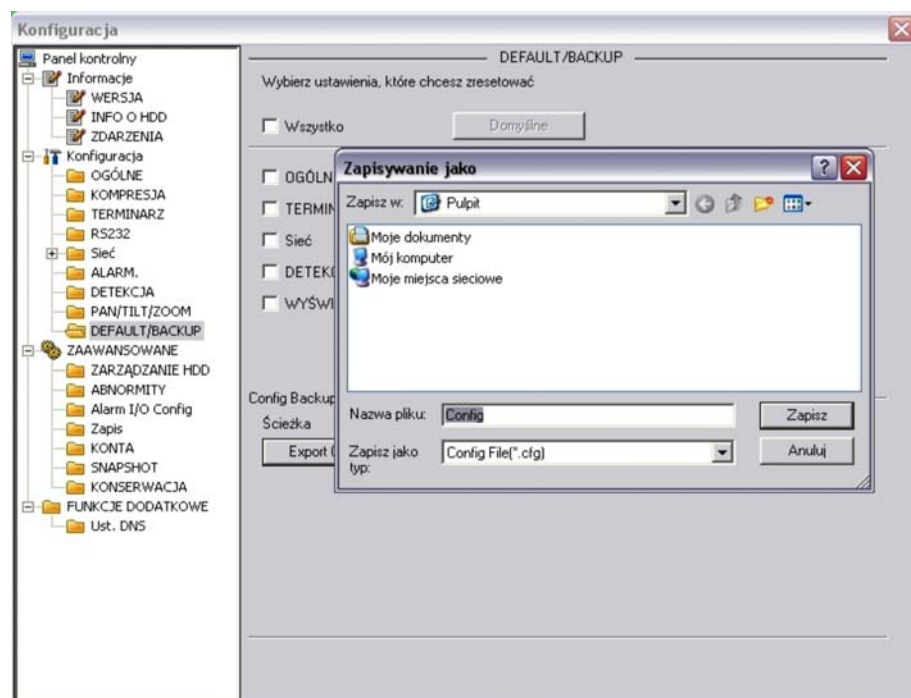 Konfiguracja
Panel kontrolny
Informacje
WERSJA
INFO O HDD
ZDARZENIA
Konfiguracja
OGÓLNE
KOMPRESJA
TERMINARZ
RS232
Sieć
ALARM.
DETEKCJA
PAN/TILT/ZOOM
DEFAULT/BACKUP
ZAAWANSOWANE
ZARZĄDZANIE HDD
ABNORMITY
Alarm I/O Config
Zapis
KONTA
SNAPSHOT
KONSERWACJA
FUNKCJE DODATKOWE
Ust. DNS
DEFAULT/BACKUP
Wybierz ustawienia, które chcesz zresetować
Wszystko
Domyślne
OGÓLN
TERMIN
Sieć
DETEK
WYŚWI
Config Backup
Ścieżka
Export
Zapisywanie jako
Zapisz w:
Pulpit
Moje dokumenty
Mój komputer
Moje miejsca sieciowe
Nazwa pliku:
Config
Zapisz
Zapisz jako typ:
Config File(*.cfg)
Anuluj